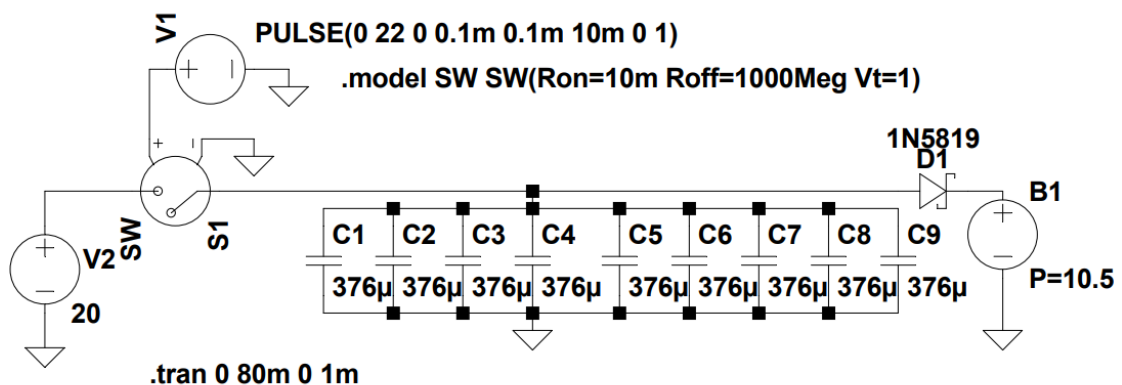 V1
PULSE(0 22 0 0.1m 0.1m 10m 0 1)
.model SW SW(Ron=10m Roff=1000Meg Vt=1)
1N5819
D1
B1
SW
S1
C1
C2
C3
C4
C5
C6
C7
C8
C9
V2
376µ
376µ
376µ
376µ
376µ
376µ
376µ
376µ
376µ
P=10.5
20
.tran 0 80m 0 1m